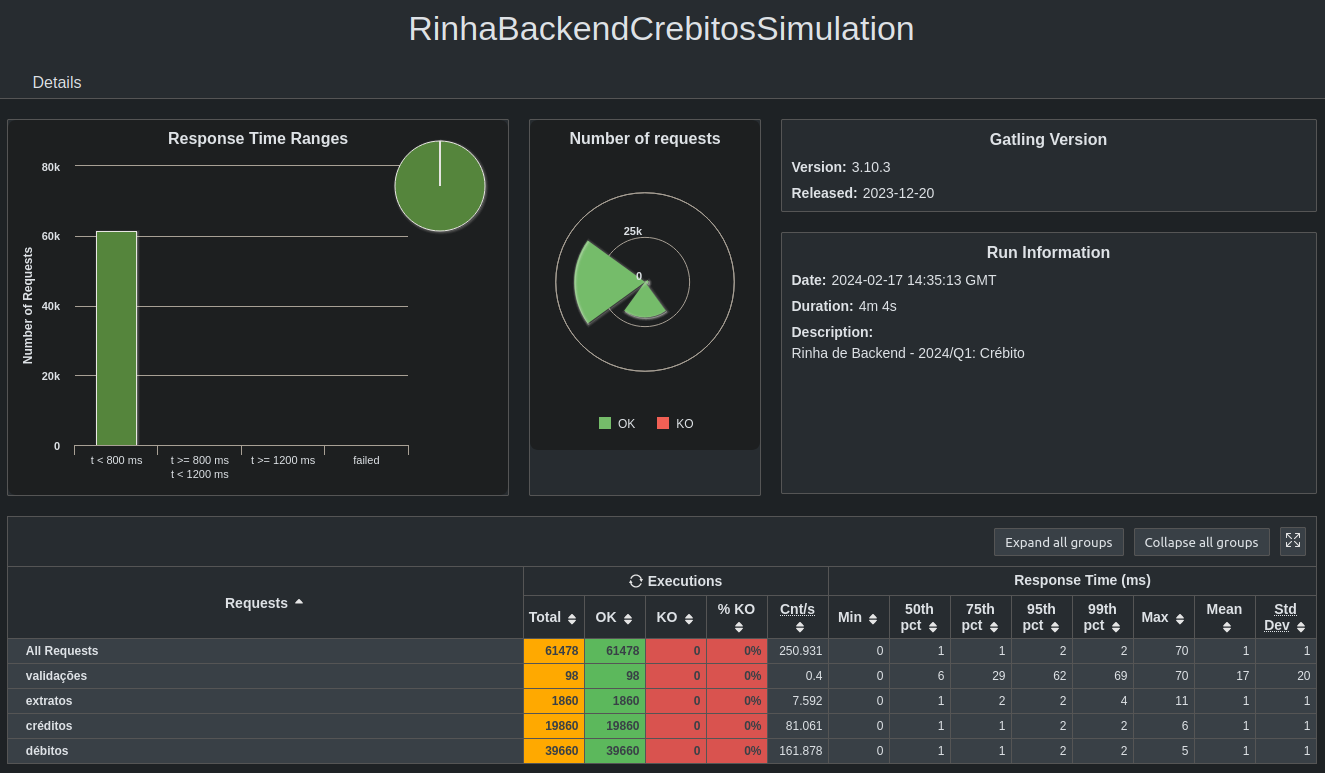 RinhaBackendCrebitosSimulation
Details
Response Time Ranges
80k
60k
40k
20k
0
Number of Requests
t < 800 ms
t >= 800 ms
t < 1200 ms
t >= 1200 ms
failed
Number of requests
25k
0
OK KO
Gatling Version
Version: 3.10.3
Released: 2023-12-20
Run Information
Date: 2024-02-17 14:35:13 GMT
Duration: 4m 4s
Description:
Rinha de Backend - 2024/Q1: Crébito
Expand all groups Collapse all groups
Requests Executions Response Time (ms)
Total OK KO % KO Cnt/s Min 50th pct 75th pct 95th pct 99th pct Max Mean Std Dev
All Requests 61478 61478 0 0% 250.931 0 1 1 2 2 70 1 1
validações 98 98 0 0% 0.4 0 6 29 62 69 70 17 20
extratos 1860 1860 0 0% 7.592 0 1 2 2 4 11 1 1
créditos 19860 19860 0 0% 81.061 0 1 1 2 2 6 1 1
débitos 39660 39660 0 0% 161.878 0 1 1 2 2 5 1 1